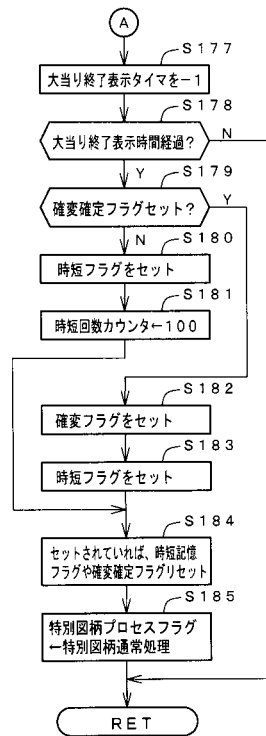 A
S177
大当り終了表示タイマを－1
S178
大当り終了表示時間経過？
N
Y
S179
確変確定フラグセット？
Y
N
S180
時短フラグをセット
S181
時短回数カウンタ←100
S182
確変フラグをセット
S183
時短フラグをセット
S184
セットされていれば、時短記憶
フラグや確変確定フラグリセット
S185
特別図柄プロセスフラグ
←特別図柄通常処理
RET